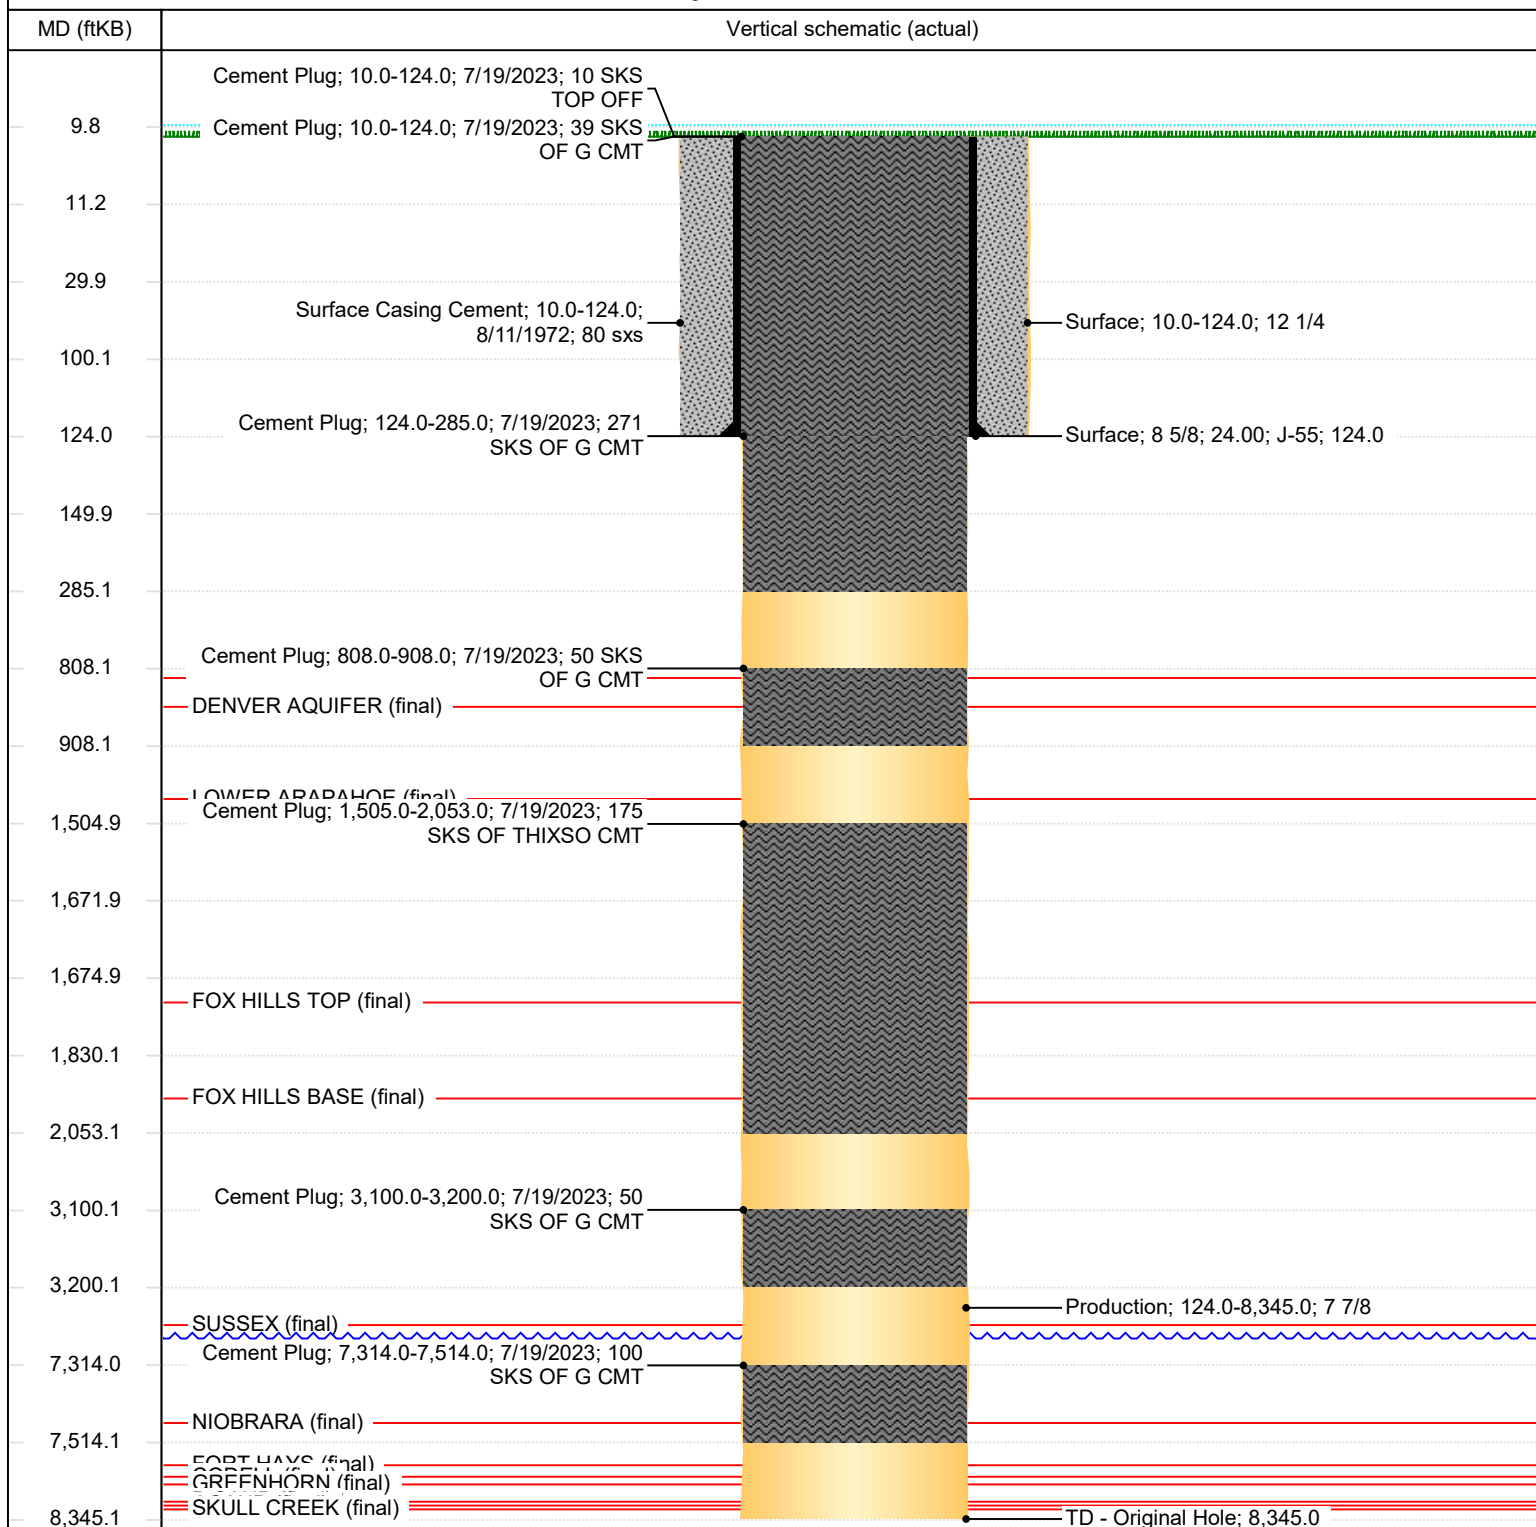 MD (ftKB)
Vertical schematic (actual)
Cement Plug; 10.0-124.0; 7/19/2023; 10 SKS
TOP OFF
9.8
Cement Plug; 10.0-124.0; 7/19/2023; 39 SKS
OF G CMT
11.2
29.9
Surface Casing Cement; 10.0-124.0;
8/11/1972; 80 sxs
Surface; 10.0-124.0; 12 1/4
100.1
Cement Plug; 124.0-285.0; 7/19/2023; 271
SKS OF G CMT
124.0
Surface; 8 5/8; 24.00; J-55; 124.0
149.9
285.1
Cement Plug; 808.0-908.0; 7/19/2023; 50 SKS
OF G CMT
808.1
DENVER AQUIFER (final)
908.1
LOWER ARAPAHOE (final)
Cement Plug; 1,505.0-2,053.0; 7/19/2023; 175
SKS OF THIXSO CMT
1,504.9
1,671.9
1,674.9
FOX HILLS TOP (final)
1,830.1
FOX HILLS BASE (final)
2,053.1
Cement Plug; 3,100.0-3,200.0; 7/19/2023; 50
SKS OF G CMT
3,100.1
3,200.1
Production; 124.0-8,345.0; 7 7/8
SUSSEX (final)
Cement Plug; 7,314.0-7,514.0; 7/19/2023; 100
SKS OF G CMT
7,314.0
NIOBRARA (final)
7,514.1
FORT HAYS (final)
GREENHORN (final)
SKULL CREEK (final)
8,345.1
TD - Original Hole; 8,345.0